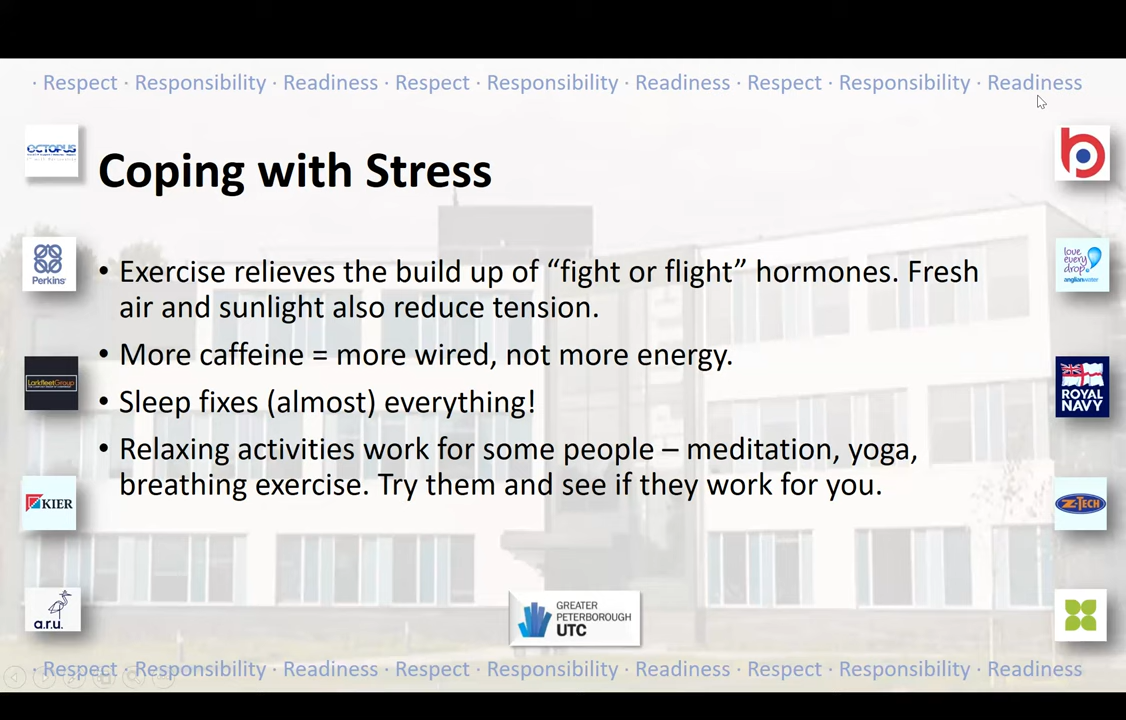 · Respect · Responsibility · Readiness · Respect · Responsibility · Readiness · Respect · Responsibility · Readiness
OCTOPUS
Coping with Stress
Perkins
love
every
drop
anglianwater
• Exercise relieves the build up of “fight or flight” hormones. Fresh
air and sunlight also reduce tension.
• More caffeine = more wired, not more energy.
LarkfleetGroup
ROYAL
NAVY
• Sleep fixes (almost) everything!
• Relaxing activities work for some people – meditation, yoga,
breathing exercise. Try them and see if they work for you.
KIER
Z-TECH
a.r.u.
GREATER
PETERBOROUGH
UTC
· Respect · Responsibility · Readiness · Respect · Responsibility · Readiness · Respect · Responsibility · Readiness